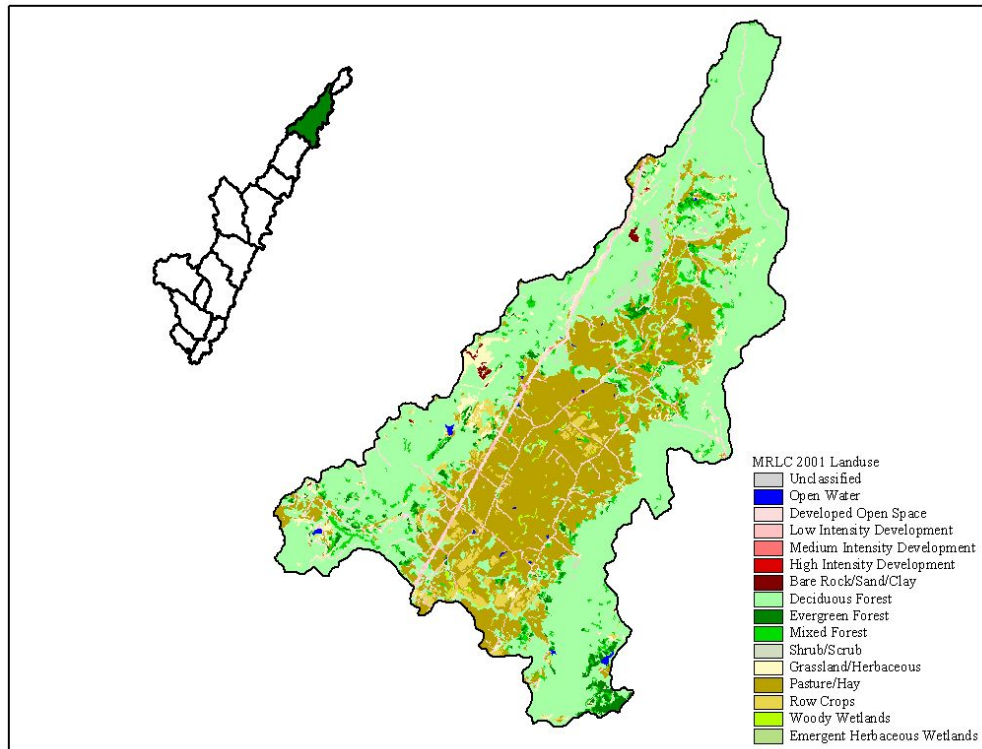 MRLC 2001 Landuse
Unclassified
Open Water
Developed Open Space
Low Intensity Development
Medium Intensity Development
High Intensity Development
Bare Rock/Sand/Clay
Deciduous Forest
Evergreen Forest
Mixed Forest
Shrub/Scrub
Grassland/Herbaceous
Pasture/Hay
Row Crops
Woody Wetlands
Emergent Herbaceous Wetlands